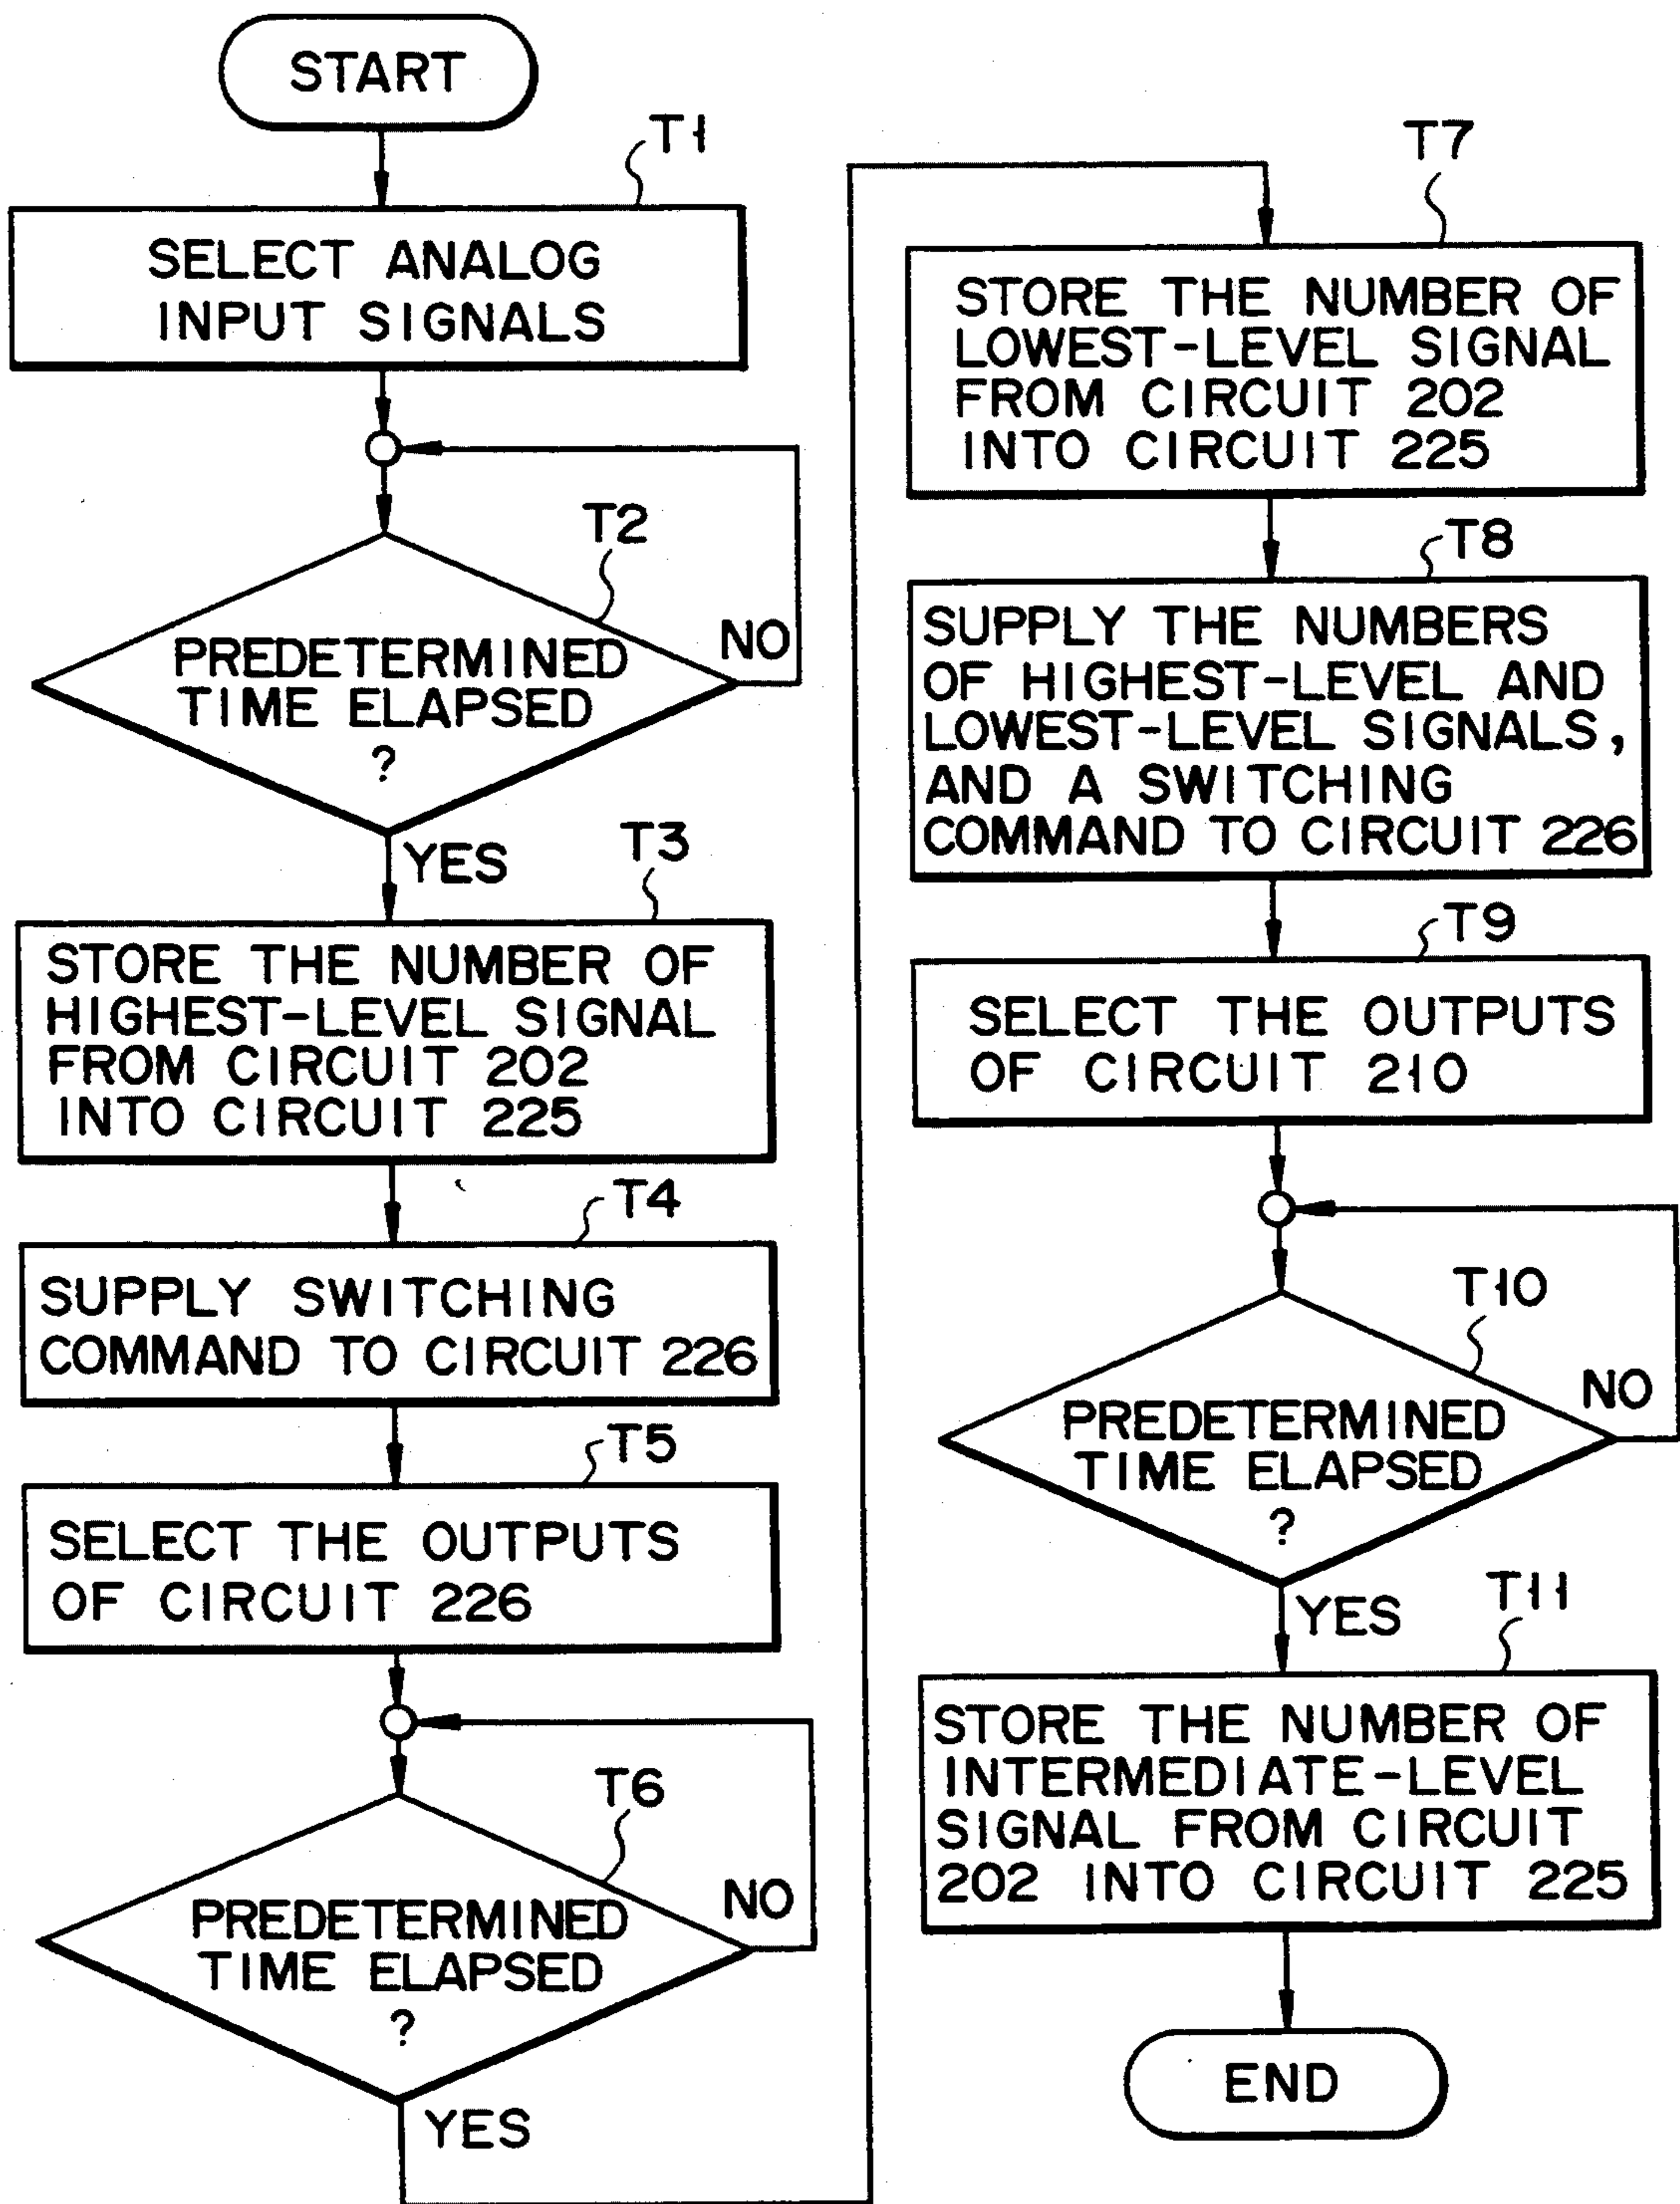 START
T1
SELECT ANALOG
INPUT SIGNALS
T2
PREDETERMINED
TIME ELAPSED
?
NO
YES
T3
STORE THE NUMBER OF
HIGHEST-LEVEL SIGNAL
FROM CIRCUIT 202
INTO CIRCUIT 225
T4
SUPPLY SWITCHING
COMMAND TO CIRCUIT 226
T5
SELECT THE OUTPUTS
OF CIRCUIT 226
T6
PREDETERMINED
TIME ELAPSED
?
NO
YES
T7
STORE THE NUMBER OF
LOWEST-LEVEL SIGNAL
FROM CIRCUIT 202
INTO CIRCUIT 225
T8
SUPPLY THE NUMBERS
OF HIGHEST-LEVEL AND
LOWEST-LEVEL SIGNALS,
AND A SWITCHING
COMMAND TO CIRCUIT 226
T9
SELECT THE OUTPUTS
OF CIRCUIT 210
T10
PREDETERMINED
TIME ELAPSED
?
NO
YES
T11
STORE THE NUMBER OF
INTERMEDIATE-LEVEL
SIGNAL FROM CIRCUIT
202 INTO CIRCUIT 225
END